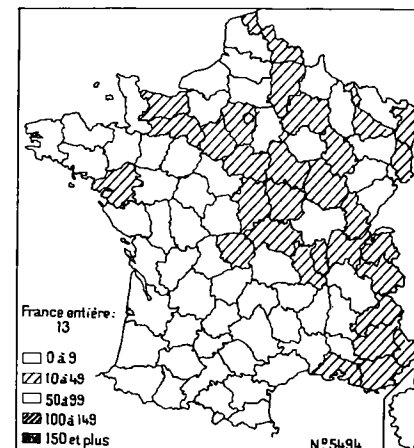 France entière:
13
0 à 9
10 à 49
50 à 99
100 à 149
150 et plus
N° 5494